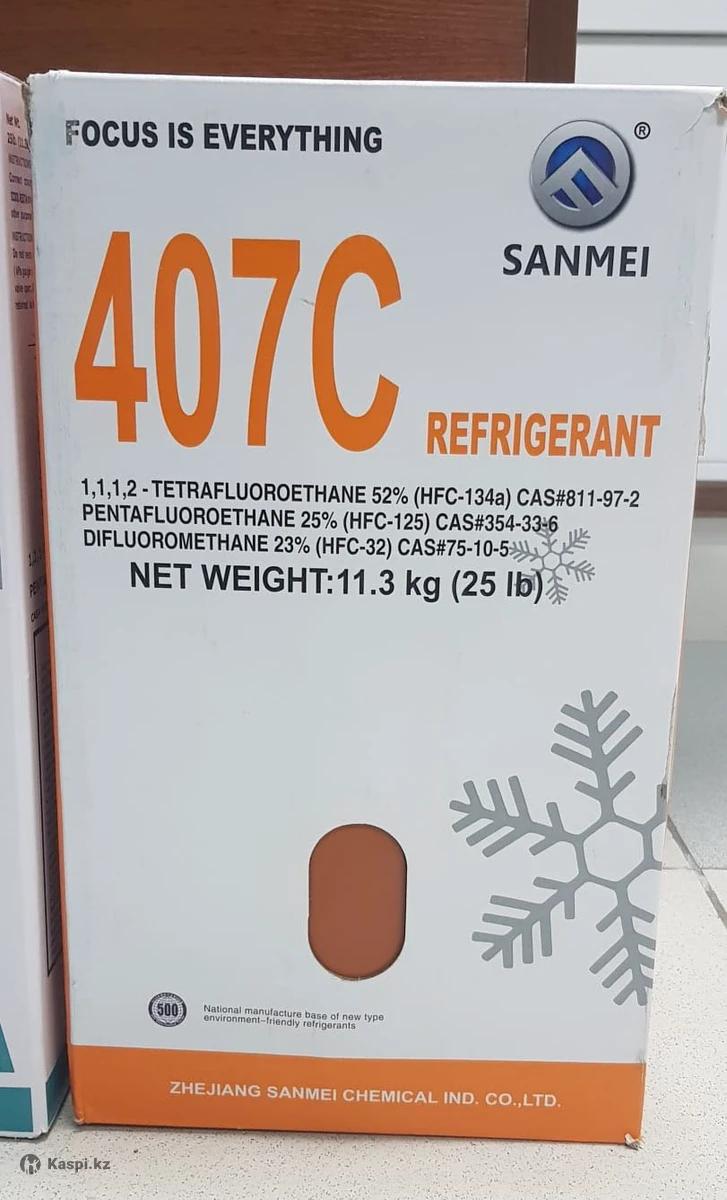 FOCUS IS EVERYTHING
®
SANMEI
407C
REFRIGERANT
1,1,1,2 - TETRAFLUOROETHANE 52% (HFC-134a) CAS#811-97-2
PENTAFLUOROETHANE 25% (HFC-125) CAS#354-33-6
DIFLUOROMETHANE 23% (HFC-32) CAS#75-10-5
NET WEIGHT:11.3 kg (25 lb)
500
National manufacture base of new type
environment-friendly refrigerants
ZHEJIANG SANMEI CHEMICAL IND. CO.,LTD.
Kaspi.kz